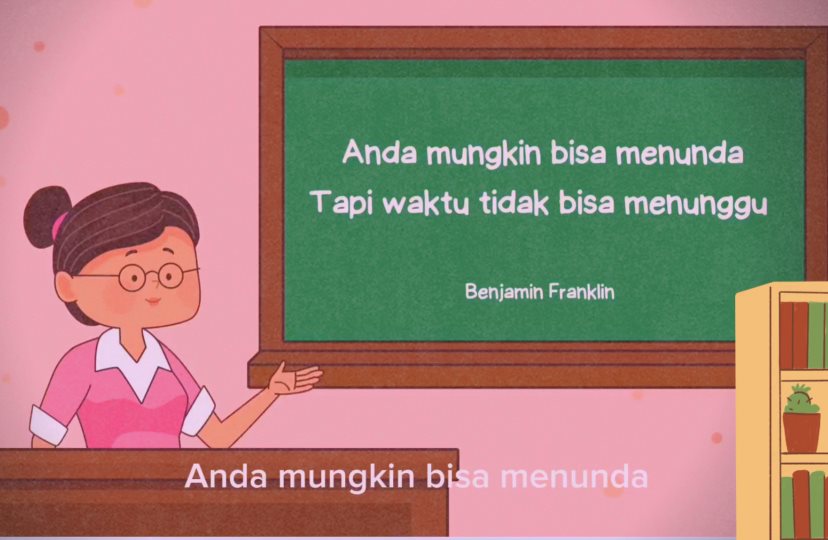 Anda mungkin bisa menunda
Tapi waktu tidak bisa menunggu
Benjamin Franklin
Anda mungkin bisa menunda